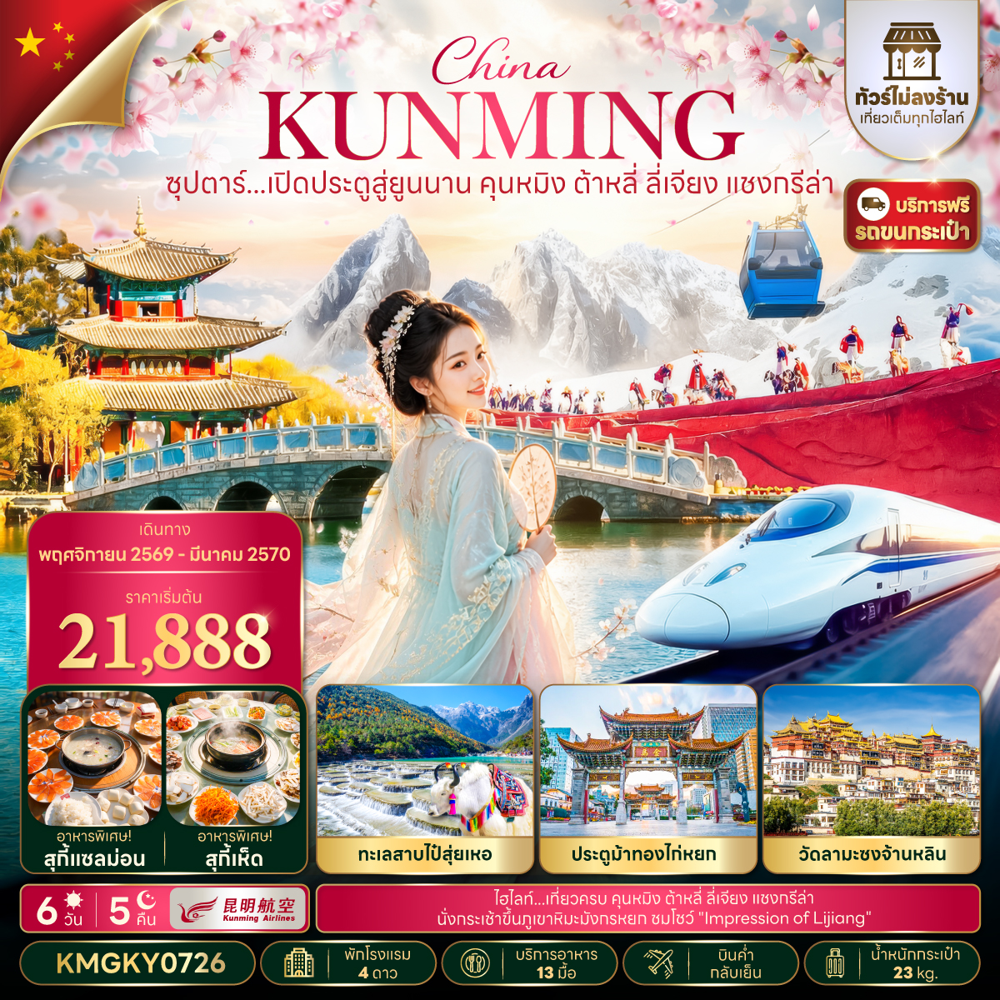 China
KUNMING
ซุปตาร์...เปิดประตูสู่ยูนนาน คุนหมิง ต้าหลี่ ลี่เจียง แชงกรีล่า
ทัวร์ไม่ลงร้าน
เที่ยวเต็มทุกไฮไลท์
บริการฟรี
รถขนกระเป๋า
เดินทาง
พฤศจิกายน 2569 - มีนาคม 2570
ราคาเริ่มต้น
21,888
อาหารพิเศษ!
สุกี้แซลม่อน
อาหารพิเศษ!
สุกี้เห็ด
金馬
ทะเลสาบไป๋สุ่ยเหอ
ประตูม้าทองไก่หยก
วัดลามะซงจ้านหลิน
6 วัน
5 คืน
昆明航空
Kunming Airlines
ไฮไลท์...เที่ยวครบ คุนหมิง ต้าหลี่ ลี่เจียง แชงกรีล่า
นั่งกระเช้าขึ้นภูเขาหิมะมังกรหยก ชมโชว์ "Impression of Lijiang"
KMGKY0726
พักโรงแรม
4 ดาว
บริการอาหาร
13 มื้อ
บินค่ำ
กลับเย็น
น้ำหนักกระเป๋า
23 kg.